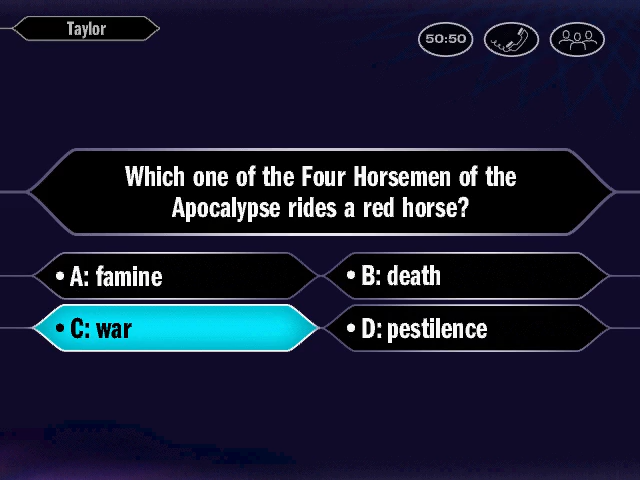 Taylor
50:50
Which one of the Four Horsemen of the
Apocalypse rides a red horse?
• A: famine
• B: death
• C: war
• D: pestilence